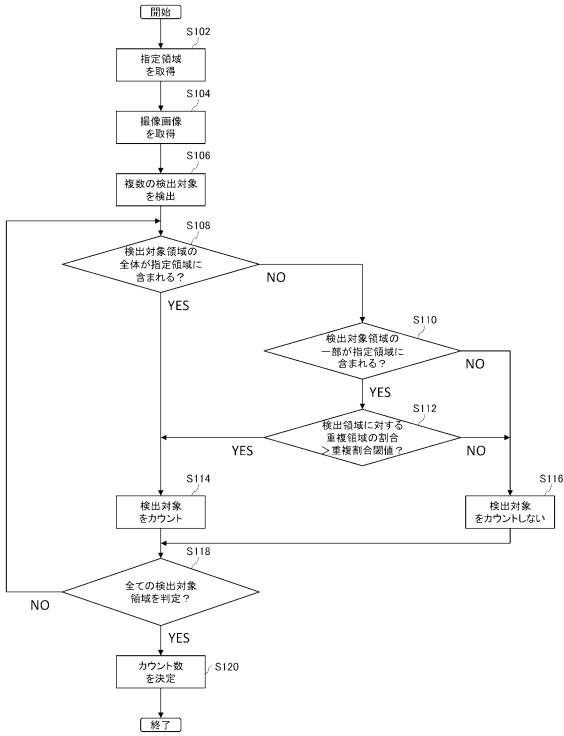 開始
S102
指定領域
を取得
S104
撮像画像
を取得
S106
複数の検出対象
を検出
S108
検出対象領域の
全体が指定領域に
含まれる？
NO
YES
S110
検出対象領域の
一部が指定領域に
含まれる？
NO
YES
S112
検出領域に対する
重複領域の割合
＞重複割合閾値？
YES
NO
S114
検出対象
をカウント
S116
検出対象
をカウントしない
S118
全ての検出対象
領域を判定？
NO
YES
カウント数
を決定
S120
終了